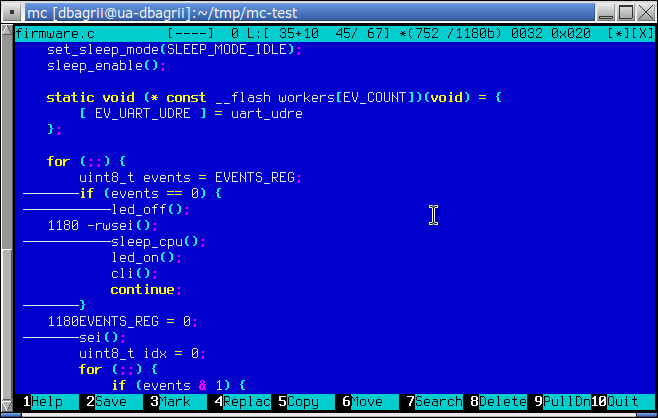 mc [dbagrii@ua-dbagrii]:~/tmp/mc-test
firmware.c         [----]  0 L:[ 35+10  45/ 67] *(752 /1180b) 0032 0x020  [*][X]
    set_sleep_mode(SLEEP_MODE_IDLE);
    sleep_enable();
    static void (* const __flash workers[EV_COUNT])(void) = {
        [ EV_UART_UDRE ] = uart_udre
    };
    for (;;) {
        uint8_t events = EVENTS_REG;
        if (events == 0) {
            led_off();
    1180 -rwsei();
            sleep_cpu();
            led_on();
            cli();
            continue;
        }
    1180EVENTS_REG = 0;
        sei();
        uint8_t idx = 0;
        for (;;) {
            if (events & 1) {
1Help 2Save 3Mark 4Replac 5Copy 6Move 7Search 8Delete 9PullDn 10Quit